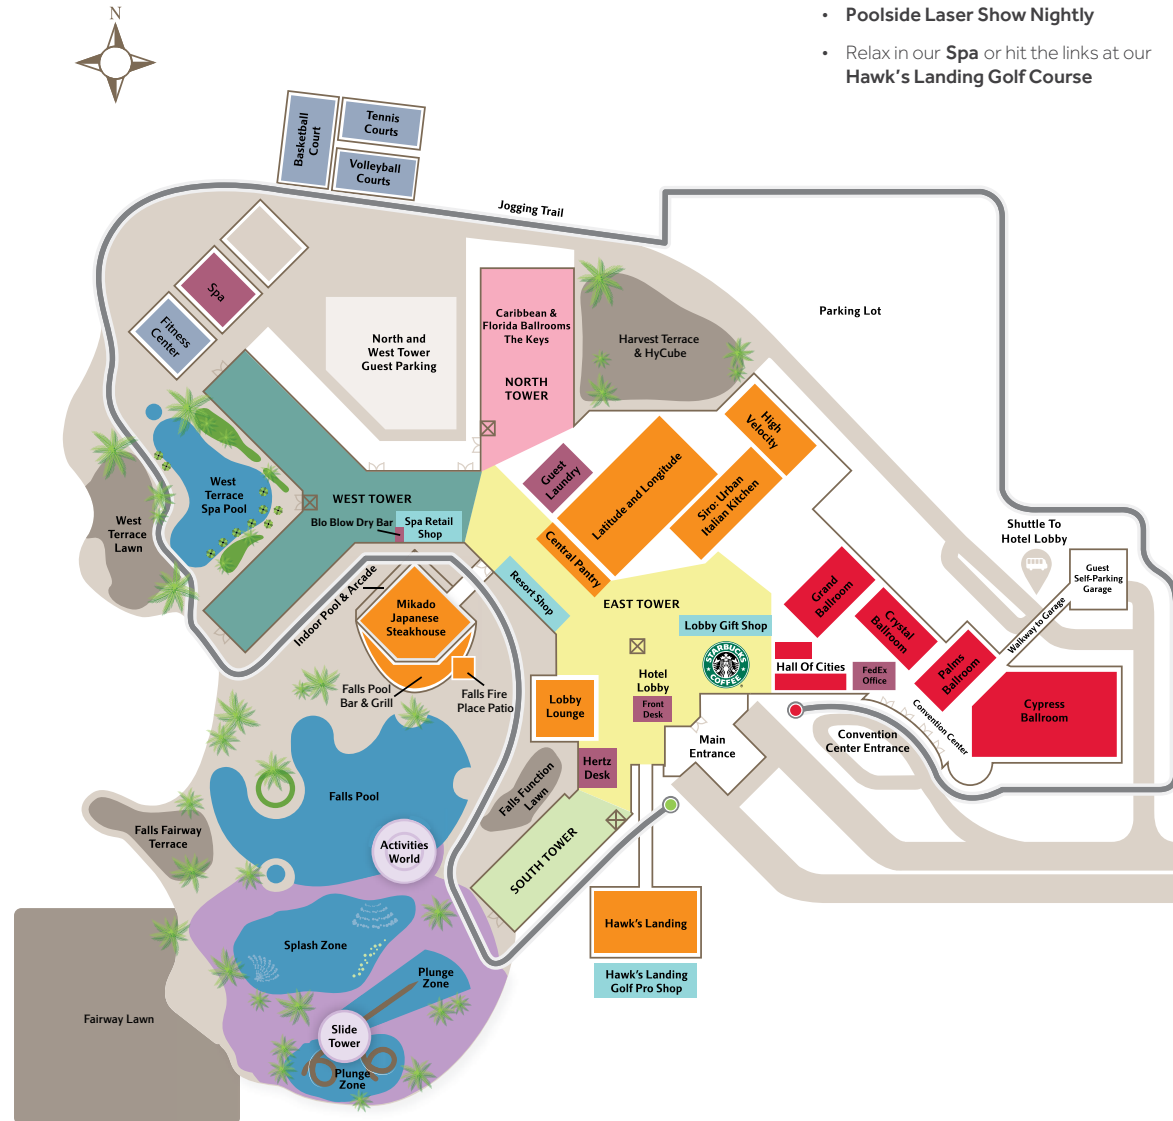 • Poolside Laser Show Nightly
• Relax in our Spa or hit the links at our
Hawk's Landing Golf Course
N
Basketball
Court
Tennis
Courts
Volleyball
Courts
Jogging Trail
Spa
Fitness
Center
North and
West Tower
Guest Parking
Caribbean &
Florida Ballrooms
The Keys
NORTH
TOWER
Harvest Terrace
& HyCube
Parking Lot
High
Velocity
Guest
Laundry
Latitude and Longitude
Siro: Urban
Italian Kitchen
Central Pantry
West
Terrace
Spa Pool
West
Terrace
Lawn
WEST TOWER
Blo Blow Dry Bar
Spa Retail
Shop
Resort Shop
EAST TOWER
Lobby Gift Shop
STARBUCKS
COFFEE
Grand
Ballroom
Crystal
Ballroom
Palms
Ballroom
Shuttle To
Hotel Lobby
Guest
Self-Parking
Garage
Walkway to Garage
Indoor Pool & Arcade
Mikado
Japanese
Steakhouse
Falls Pool
Bar & Grill
Falls Fire
Place Patio
Hotel
Lobby
Front
Desk
Hall Of Cities
FedEx
Office
Lobby
Lounge
Main
Entrance
Convention
Center Entrance
Convention Center
Cypress
Ballroom
Hertz
Desk
Falls Function
Lawn
Falls Pool
Falls Fairway
Terrace
Activities
World
SOUTH TOWER
Hawk's Landing
Hawk's Landing
Golf Pro Shop
Splash Zone
Plunge
Zone
Slide
Tower
Plunge
Zone
Fairway Lawn